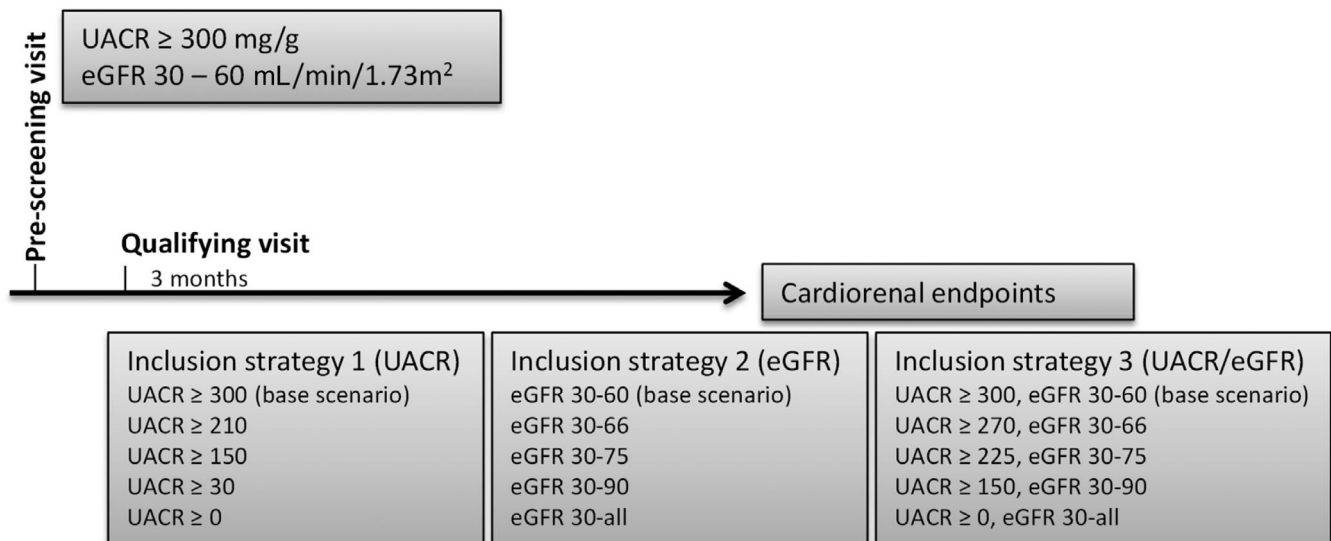 Pre-screening visit
UACR ≥ 300 mg/g
eGFR 30 – 60 mL/min/1.73m²
Qualifying visit
3 months
Cardiorenal endpoints
Inclusion strategy 1 (UACR)
UACR ≥ 300 (base scenario)
UACR ≥ 210
UACR ≥ 150
UACR ≥ 30
UACR ≥ 0
Inclusion strategy 2 (eGFR)
eGFR 30-60 (base scenario)
eGFR 30-66
eGFR 30-75
eGFR 30-90
eGFR 30-all
Inclusion strategy 3 (UACR/eGFR)
UACR ≥ 300, eGFR 30-60 (base scenario)
UACR ≥ 270, eGFR 30-66
UACR ≥ 225, eGFR 30-75
UACR ≥ 150, eGFR 30-90
UACR ≥ 0, eGFR 30-all